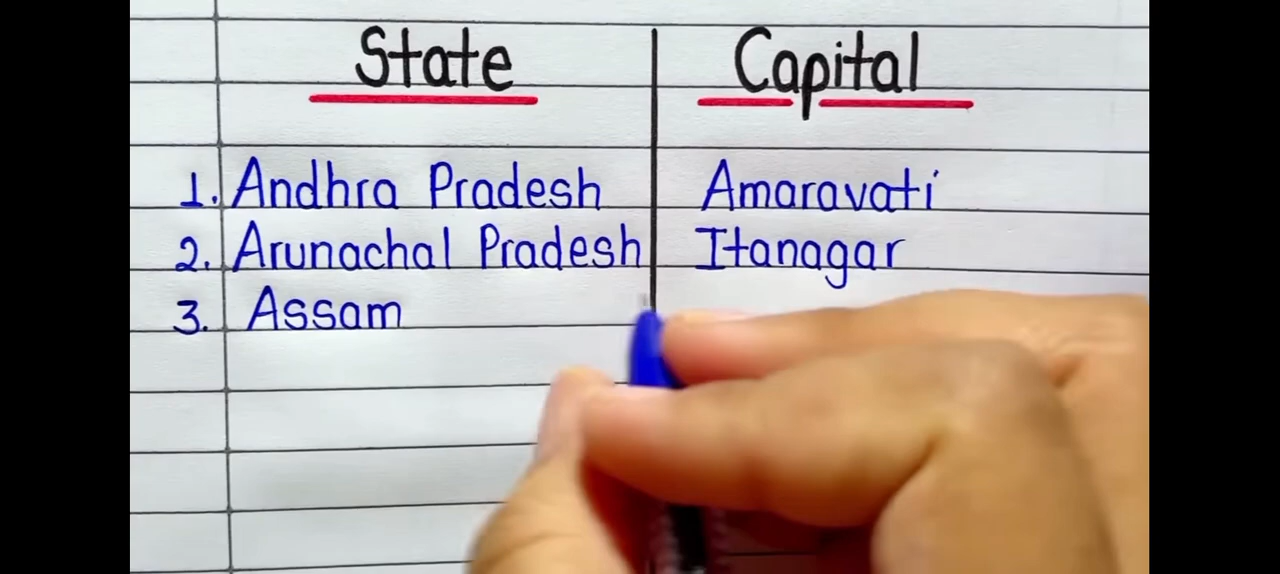 State Capital
1. Andhra Pradesh Amaravati
2. Arunachal Pradesh Itanagar
3. Assam